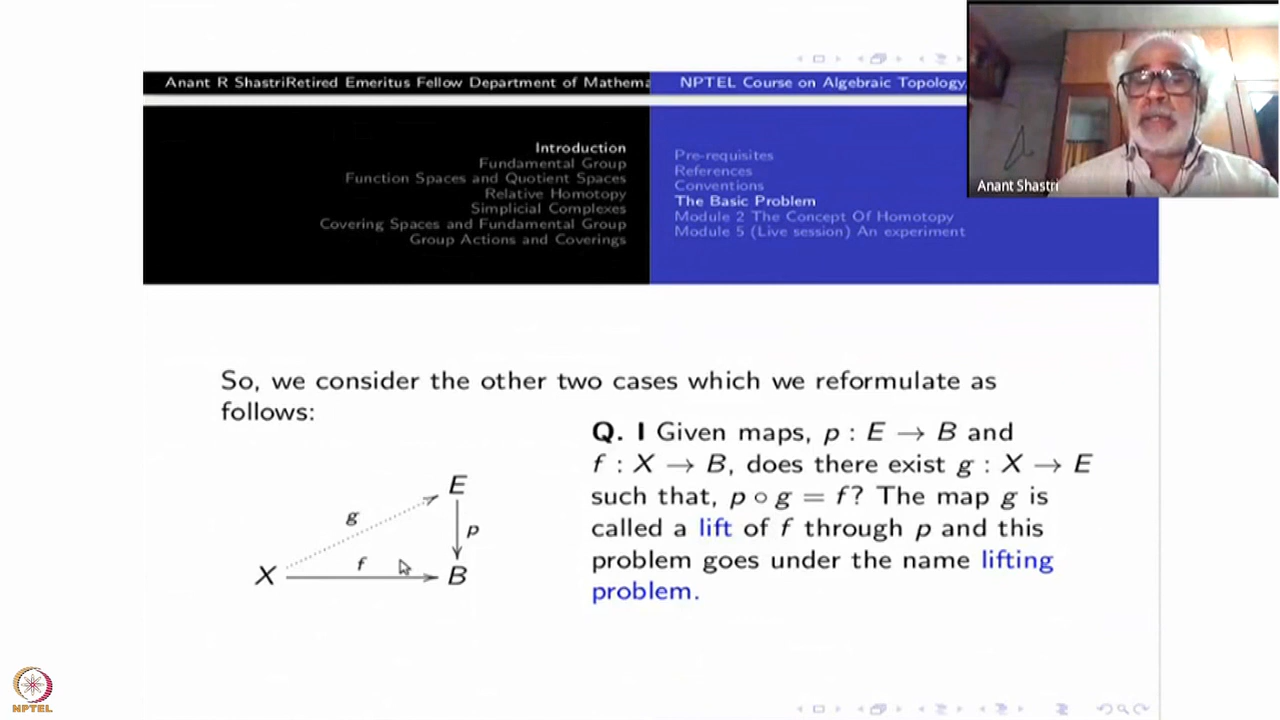 Anant R ShastriRetired Emeritus Fellow Department of Mathema
NPTEL Course on Algebraic Topology,
Introduction
Fundamental Group
Function Spaces and Quotient Spaces
Relative Homotopy
Simplicial Complexes
Covering Spaces and Fundamental Group
Group Actions and Coverings
Pre-requisites
References
Conventions
The Basic Problem
Module 2 The Concept Of Homotopy
Module 5 (Live session) An experiment
Anant Shastri
So, we consider the other two cases which we reformulate as
follows:
E
g
p
f
X
B
Q. I Given maps, p : E → B and
f : X → B, does there exist g : X → E
such that, p ∘ g = f? The map g is
called a lift of f through p and this
problem goes under the name lifting
problem.
NPTEL